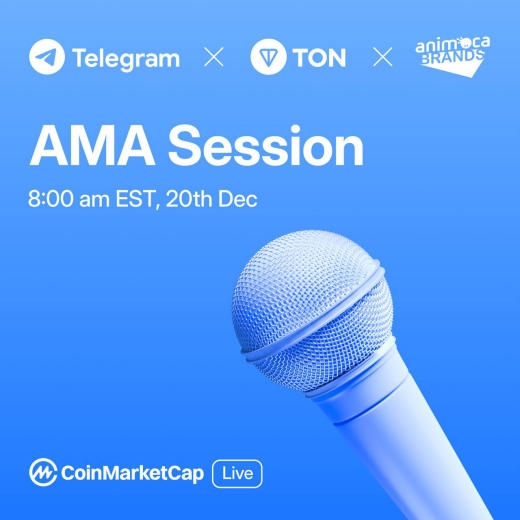 Telegram × TON × animoca BRANDS
AMA Session
8:00 am EST, 20th Dec
CoinMarketCap Live